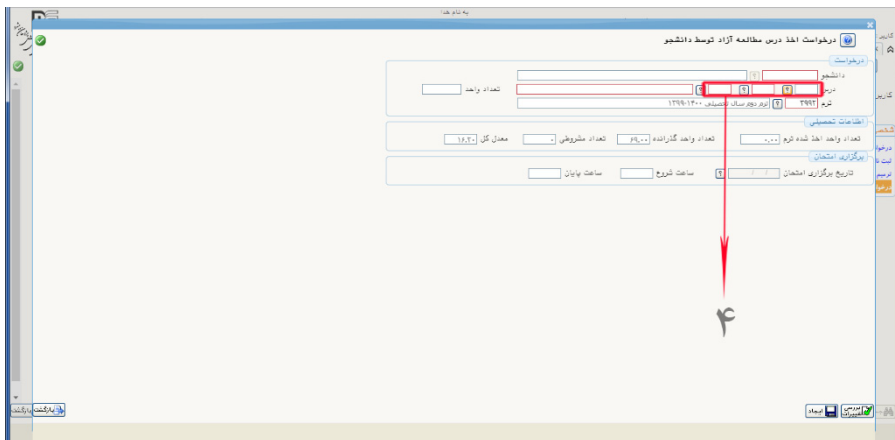 به نام خدا
درخواست اخذ درس مطالعه آزاد توسط دانشجو
درخواست
دانشجو ؟
درس ؟ ؟ ؟ تعداد واحد
ترم ۳۹۹۲ ؟ ترم دوم سال تحصیلی ۱۴۰۰-۱۳۹۹
اطلاعات تحصیلی
تعداد واحد اخذ شده ترم ۰,۰۰ تعداد واحد گذرانده ۶۹,۰۰ تعداد مشروطی ۰ معدل کل ۱۶,۲۰
برگزاری امتحان
تاریخ برگزاری امتحان / / ؟ ساعت شروع ساعت پایان
۴
بررسی تغییرات ایجاد بازگشت